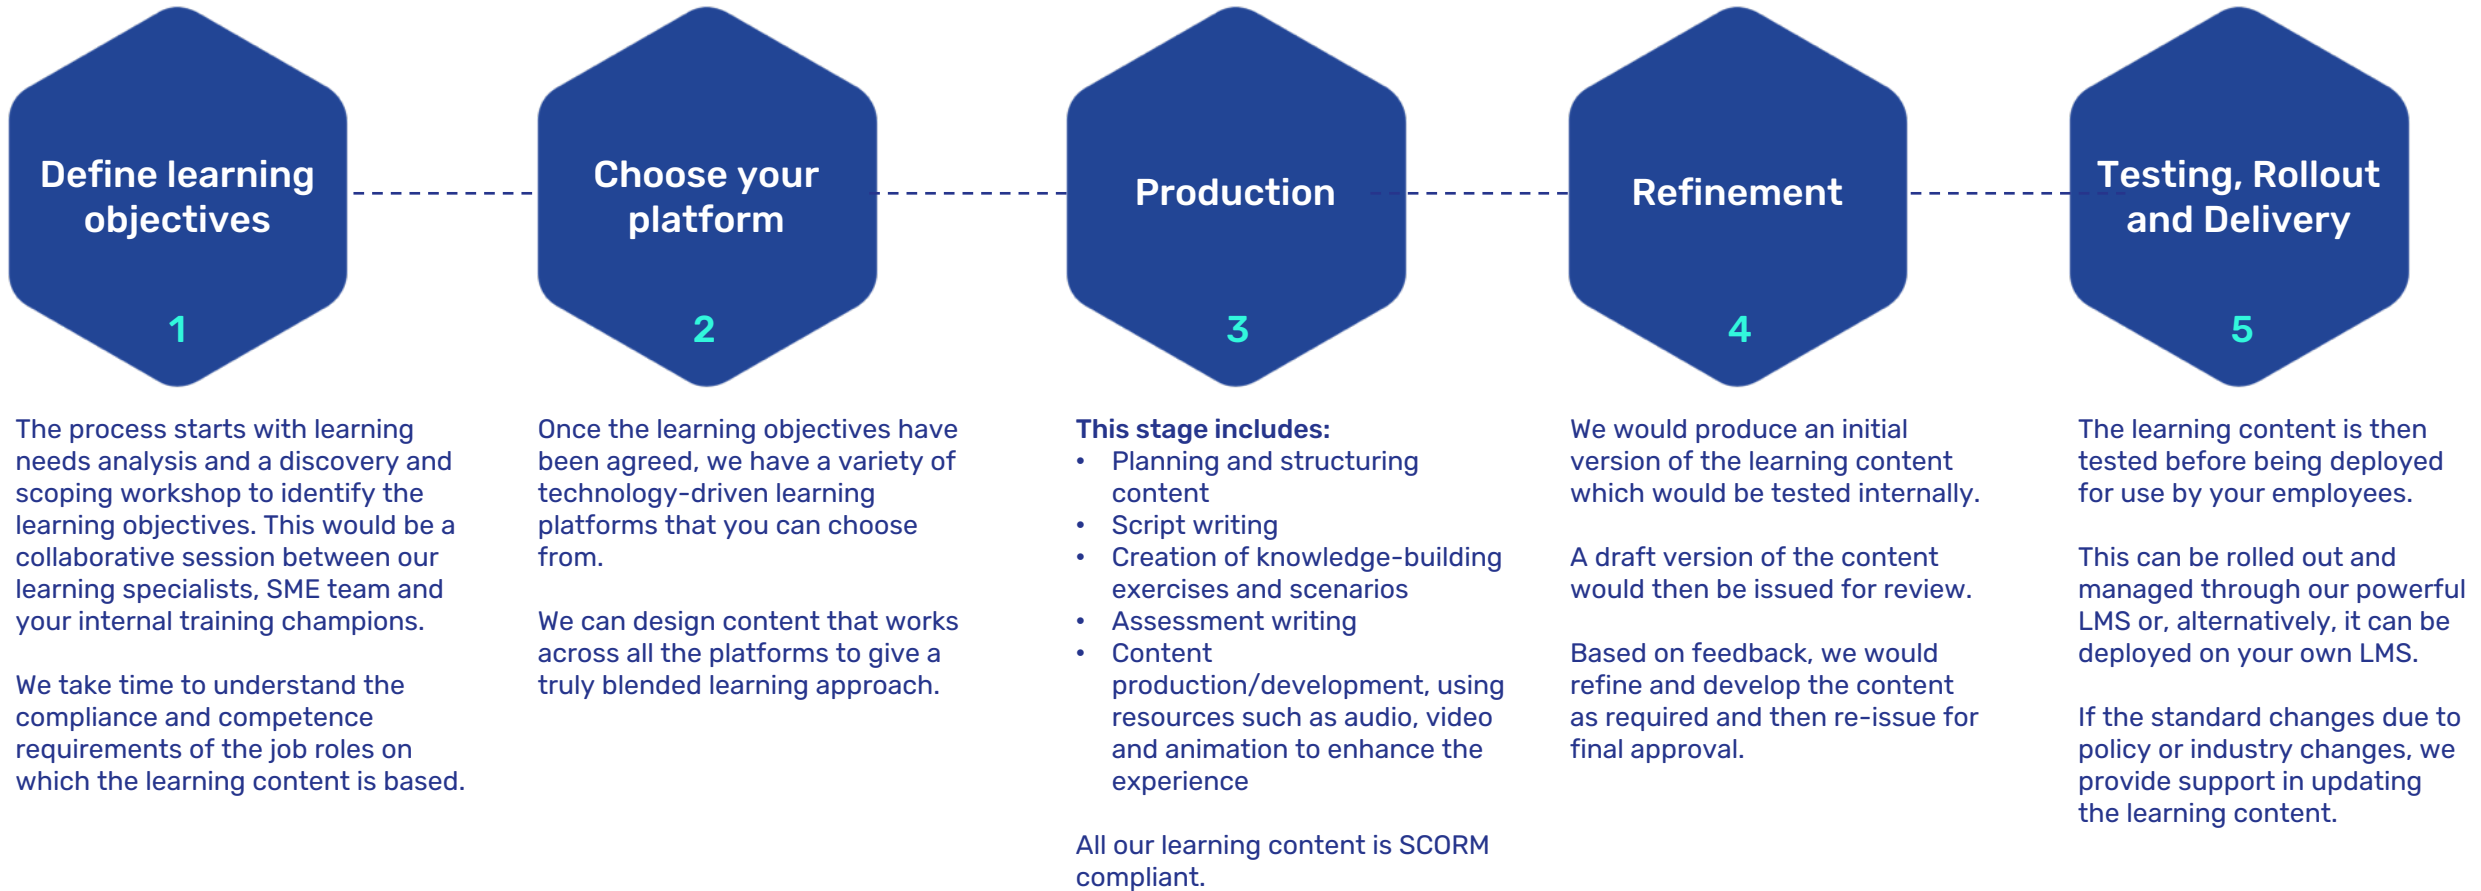 Define learning
objectives
1
The process starts with learning
needs analysis and a discovery and
scoping workshop to identify the
learning objectives. This would be a
collaborative session between our
learning specialists, SME team and
your internal training champions.
We take time to understand the
compliance and competence
requirements of the job roles on
which the learning content is based.
Choose your
platform
2
Once the learning objectives have
been agreed, we have a variety of
technology-driven learning
platforms that you can choose
from.
We can design content that works
across all the platforms to give a
truly blended learning approach.
Production
3
This stage includes:
• Planning and structuring
content
• Script writing
• Creation of knowledge-building
exercises and scenarios
• Assessment writing
• Content
production/development, using
resources such as audio, video
and animation to enhance the
experience
All our learning content is SCORM
compliant.
Refinement
4
We would produce an initial
version of the learning content
which would be tested internally.
A draft version of the content
would then be issued for review.
Based on feedback, we would
refine and develop the content
as required and then re-issue for
final approval.
Testing, Rollout
and Delivery
5
The learning content is then
tested before being deployed
for use by your employees.
This can be rolled out and
managed through our powerful
LMS or, alternatively, it can be
deployed on your own LMS.
If the standard changes due to
policy or industry changes, we
provide support in updating
the learning content.